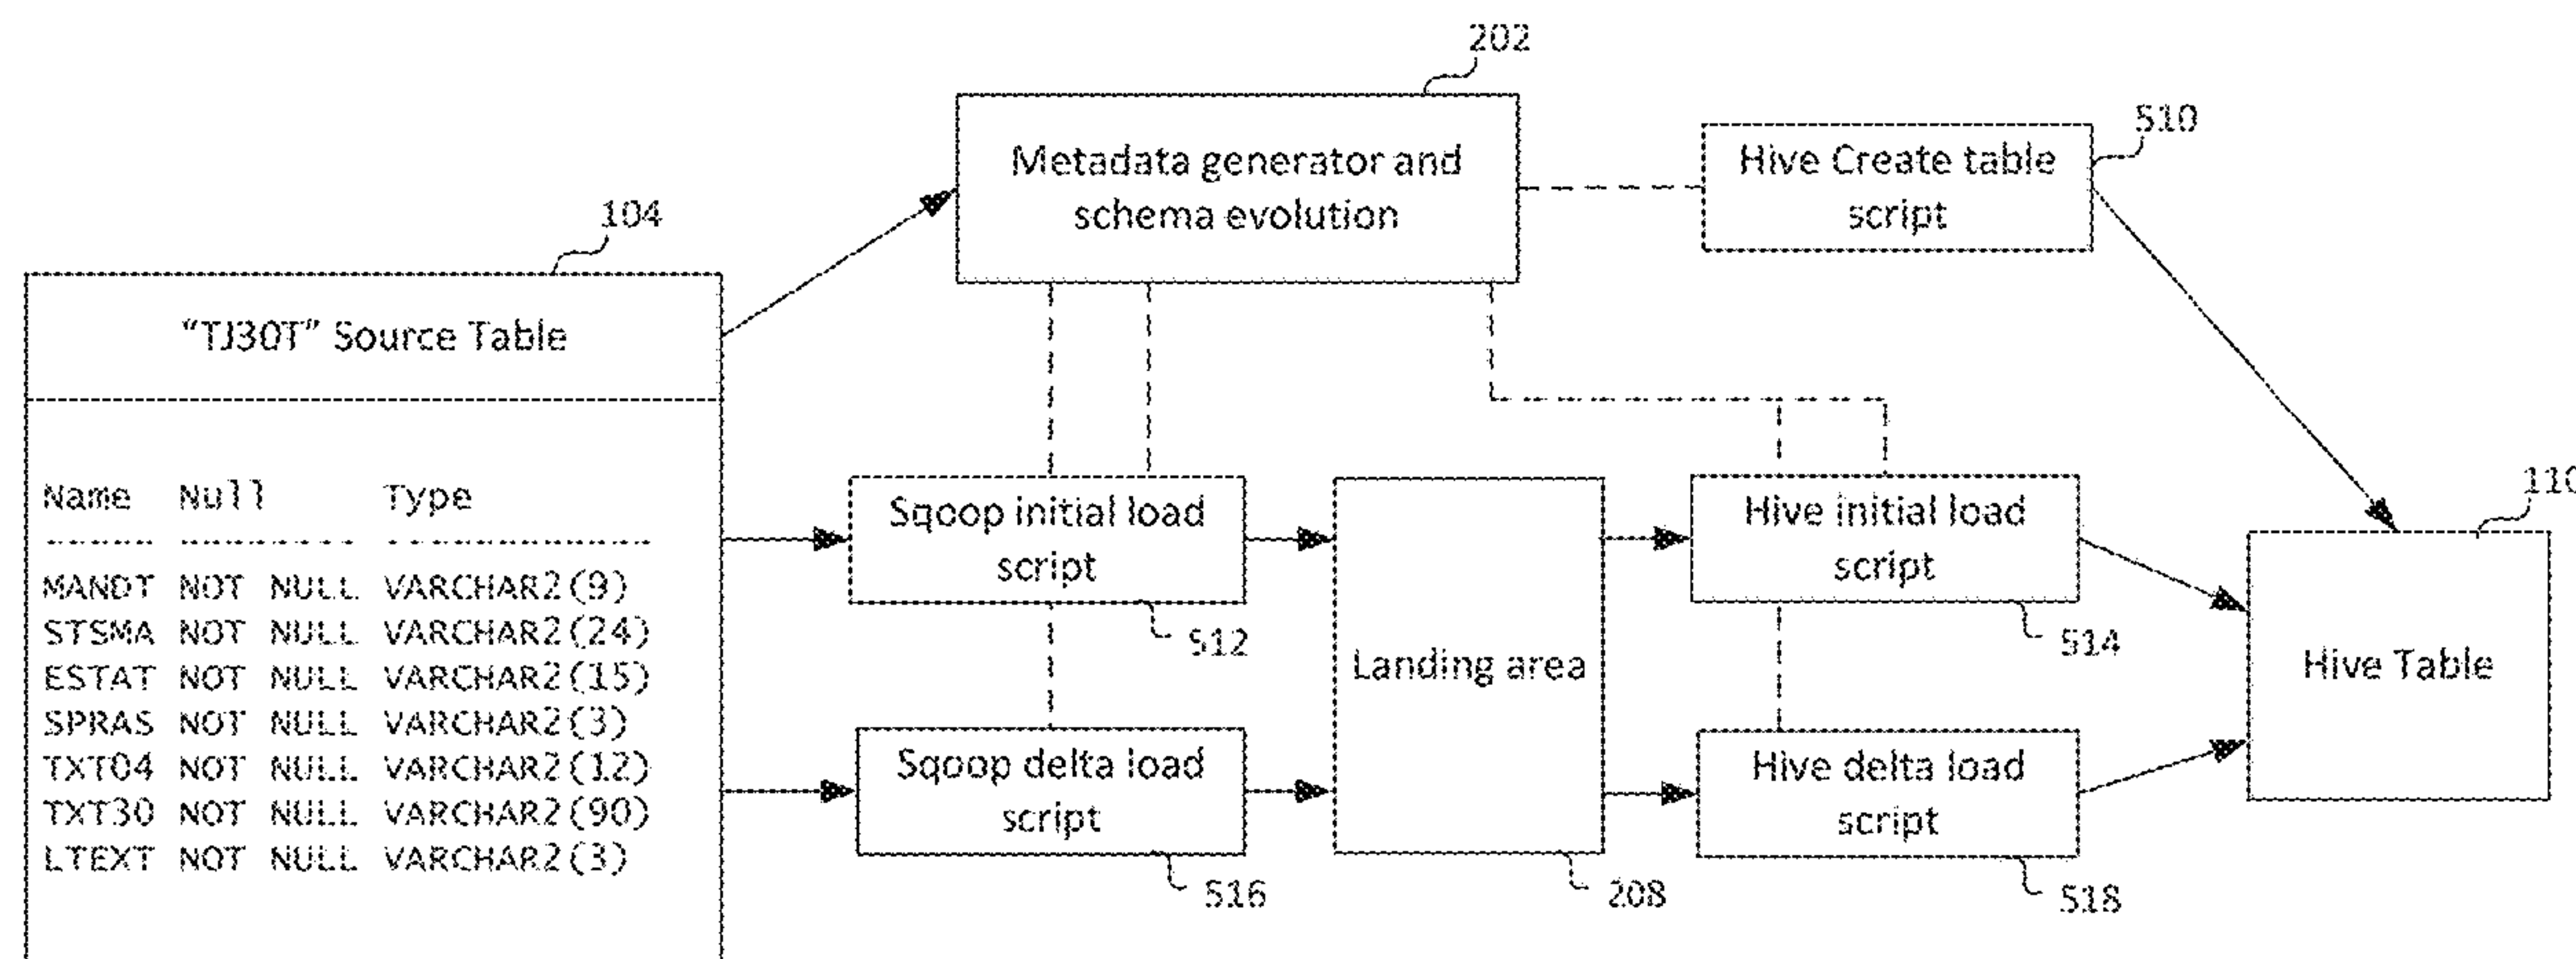 202
Metadata generator and
schema evolution
510
Hive Create table
script
104
“TJ30T” Source Table
Name Null Type
------ ---------- --------------
MANDT NOT NULL VARCHAR2(9)
STSMA NOT NULL VARCHAR2(24)
ESTAT NOT NULL VARCHAR2(15)
SPRAS NOT NULL VARCHAR2(3)
TXT04 NOT NULL VARCHAR2(12)
TXT30 NOT NULL VARCHAR2(90)
LTEXT NOT NULL VARCHAR2(3)
Sqoop initial load
script
512
Sqoop delta load
script
516
Landing area
208
Hive initial load
script
514
Hive delta load
script
518
110
Hive Table